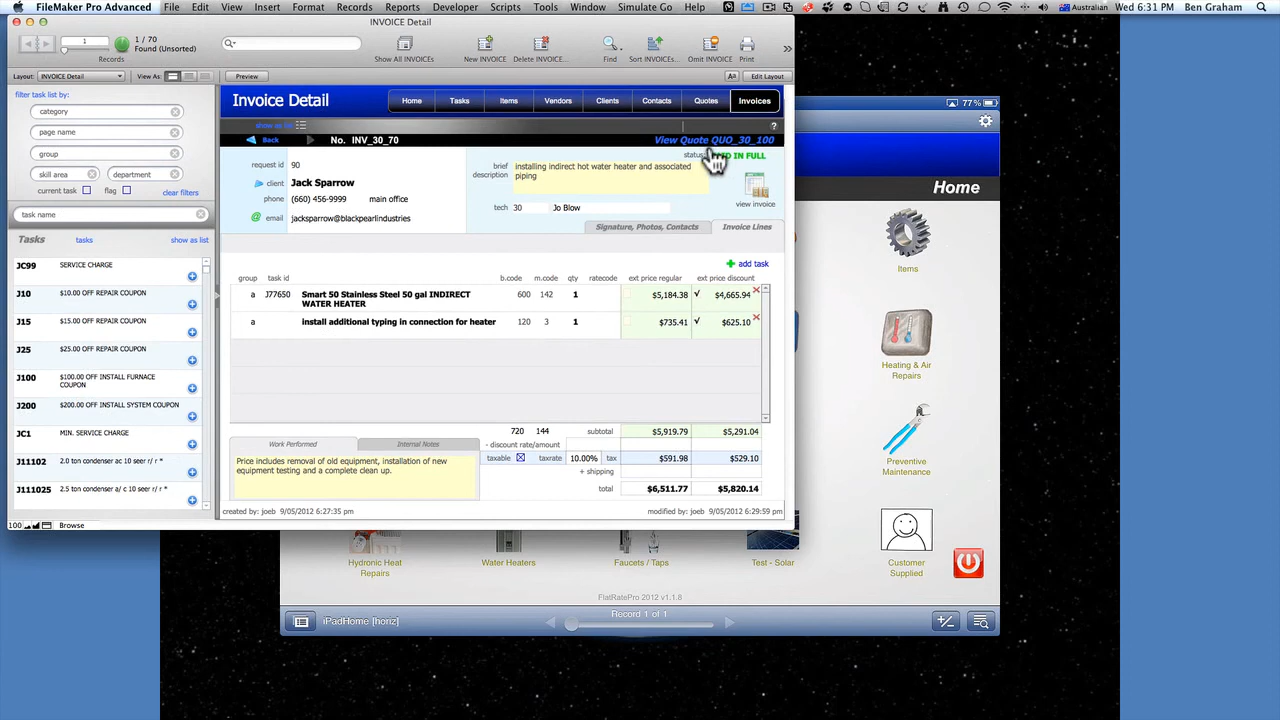 FileMaker Pro Advanced File Edit View Insert Format Records Reports Developer Scripts Tools Window Simulate Go Help Australian Wed 6:31 PM Ben Graham
INVOICE Detail
1
1 / 70
Found (Unsorted)
Records
Show All INVOICEs
New INVOICE
Delete INVOICE...
Find
Sort INVOICEs...
Omit INVOICE
Print
Layout: INVOICE Detail
View As:
Preview
Edit Layout
filter task list by:
category
page name
group
skill area
department
current task
flag
clear filters
task name
Tasks
tasks
show as list
JC99 SERVICE CHARGE
J10 $10.00 OFF REPAIR COUPON
J15 $15.00 OFF REPAIR COUPON
J25 $25.00 OFF REPAIR COUPON
J100 $100.00 OFF INSTALL FURNACE
COUPON
J200 $200.00 OFF INSTALL SYSTEM COUPON
JC1 MIN. SERVICE CHARGE
J11102 2.0 ton condenser ac 10 seer r/ r *
J111025 2.5 ton condenser a/ c 10 seer r/ r *
100
Browse
Invoice Detail
Home
Tasks
Items
Vendors
Clients
Contacts
Quotes
Invoices
show as list
?
Back
No. INV_30_70
View Quote QUO_30_100
request id 90
client Jack Sparrow
phone (660) 456-9999 main office
email jacksparrow@blackpearlindustries
brief
description
installing indirect hot water heater and associated
piping
tech 30 Jo Blow
status
IN FULL
view invoice
Signature, Photos, Contacts
Invoice Lines
add task
group task id b.code m.code qty ratecode ext price regular ext price discount
a J77650 Smart 50 Stainless Steel 50 gal INDIRECT
WATER HEATER
600 142 1 $5,184.38 $4,665.94
a install additional typing in connection for heater 120 3 1 $735.41 $625.10
720 144 subtotal $5,919.79 $5,291.04
- discount rate/amount
taxable taxrate 10.00% tax $591.98 $529.10
+ shipping
total $6,511.77 $5,820.14
Work Performed
Internal Notes
Price includes removal of old equipment, installation of new
equipment testing and a complete clean up.
created by: joeb 9/05/2012 6:27:35 pm
modified by: joeb 9/05/2012 6:29:59 pm
77%
Home
Items
Heating & Air
Repairs
Preventive
Maintenance
Hydronic Heat
Repairs
Water Heaters
Faucets / Taps
Test - Solar
Customer
Supplied
FlatRatePro 2012 v1.1.8
Record 1 of 1
iPadHome [horiz]